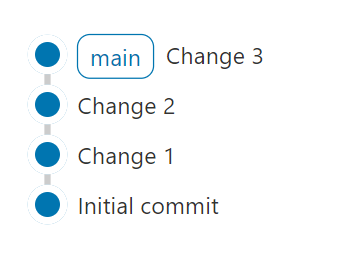 main Change 3
Change 2
Change 1
Initial commit